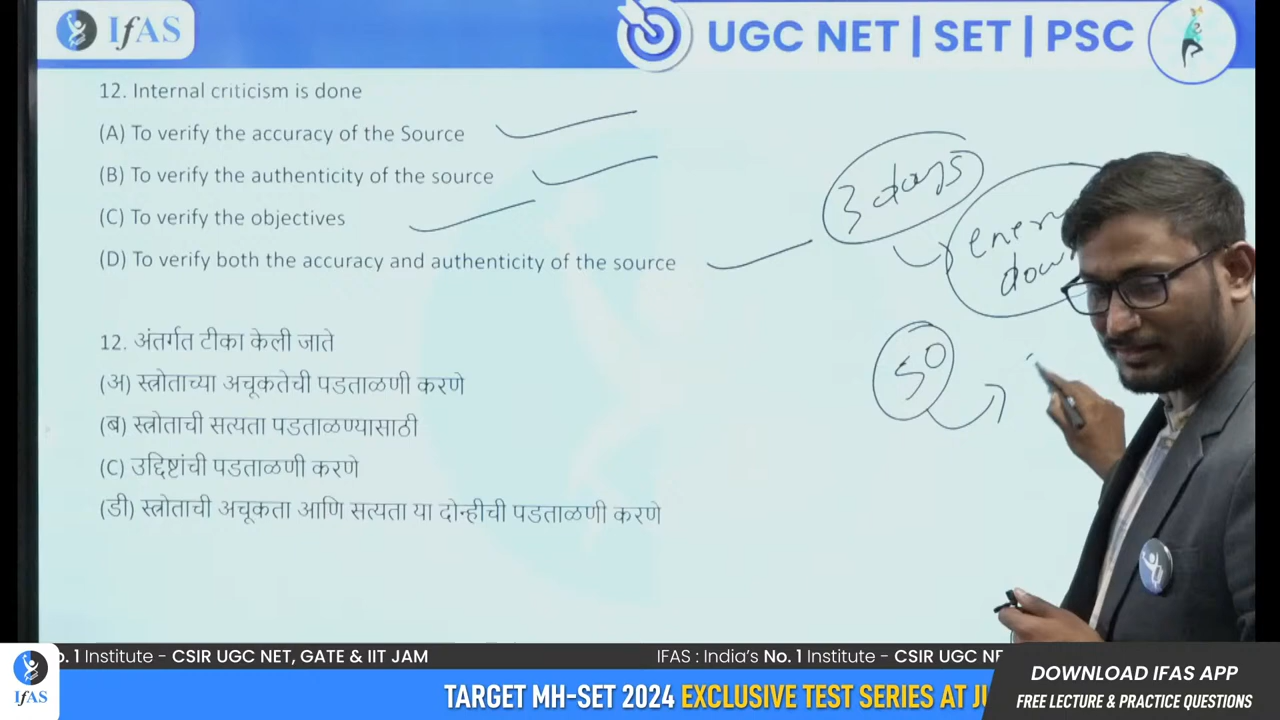 IfAS
UGC NET | SET | PSC
12. Internal criticism is done
(A) To verify the accuracy of the Source
(B) To verify the authenticity of the source
(C) To verify the objectives
(D) To verify both the accuracy and authenticity of the source
3 days
down
50
12. अंतर्गत टीका केली जाते
(अ) स्त्रोताच्या अचूकतेची पडताळणी करणे
(ब) स्त्रोताची सत्यता पडताळण्यासाठी
(C) उद्दिष्टांची पडताळणी करणे
(डी) स्त्रोताची अचूकता आणि सत्यता या दोन्हीची पडताळणी करणे
No. 1 Institute - CSIR UGC NET, GATE & IIT JAM
IFAS : India's No. 1 Institute - CSIR UGC NE
DOWNLOAD IFAS APP
FREE LECTURE & PRACTICE QUESTIONS
IfAS
TARGET MH-SET 2024 EXCLUSIVE TEST SERIES AT